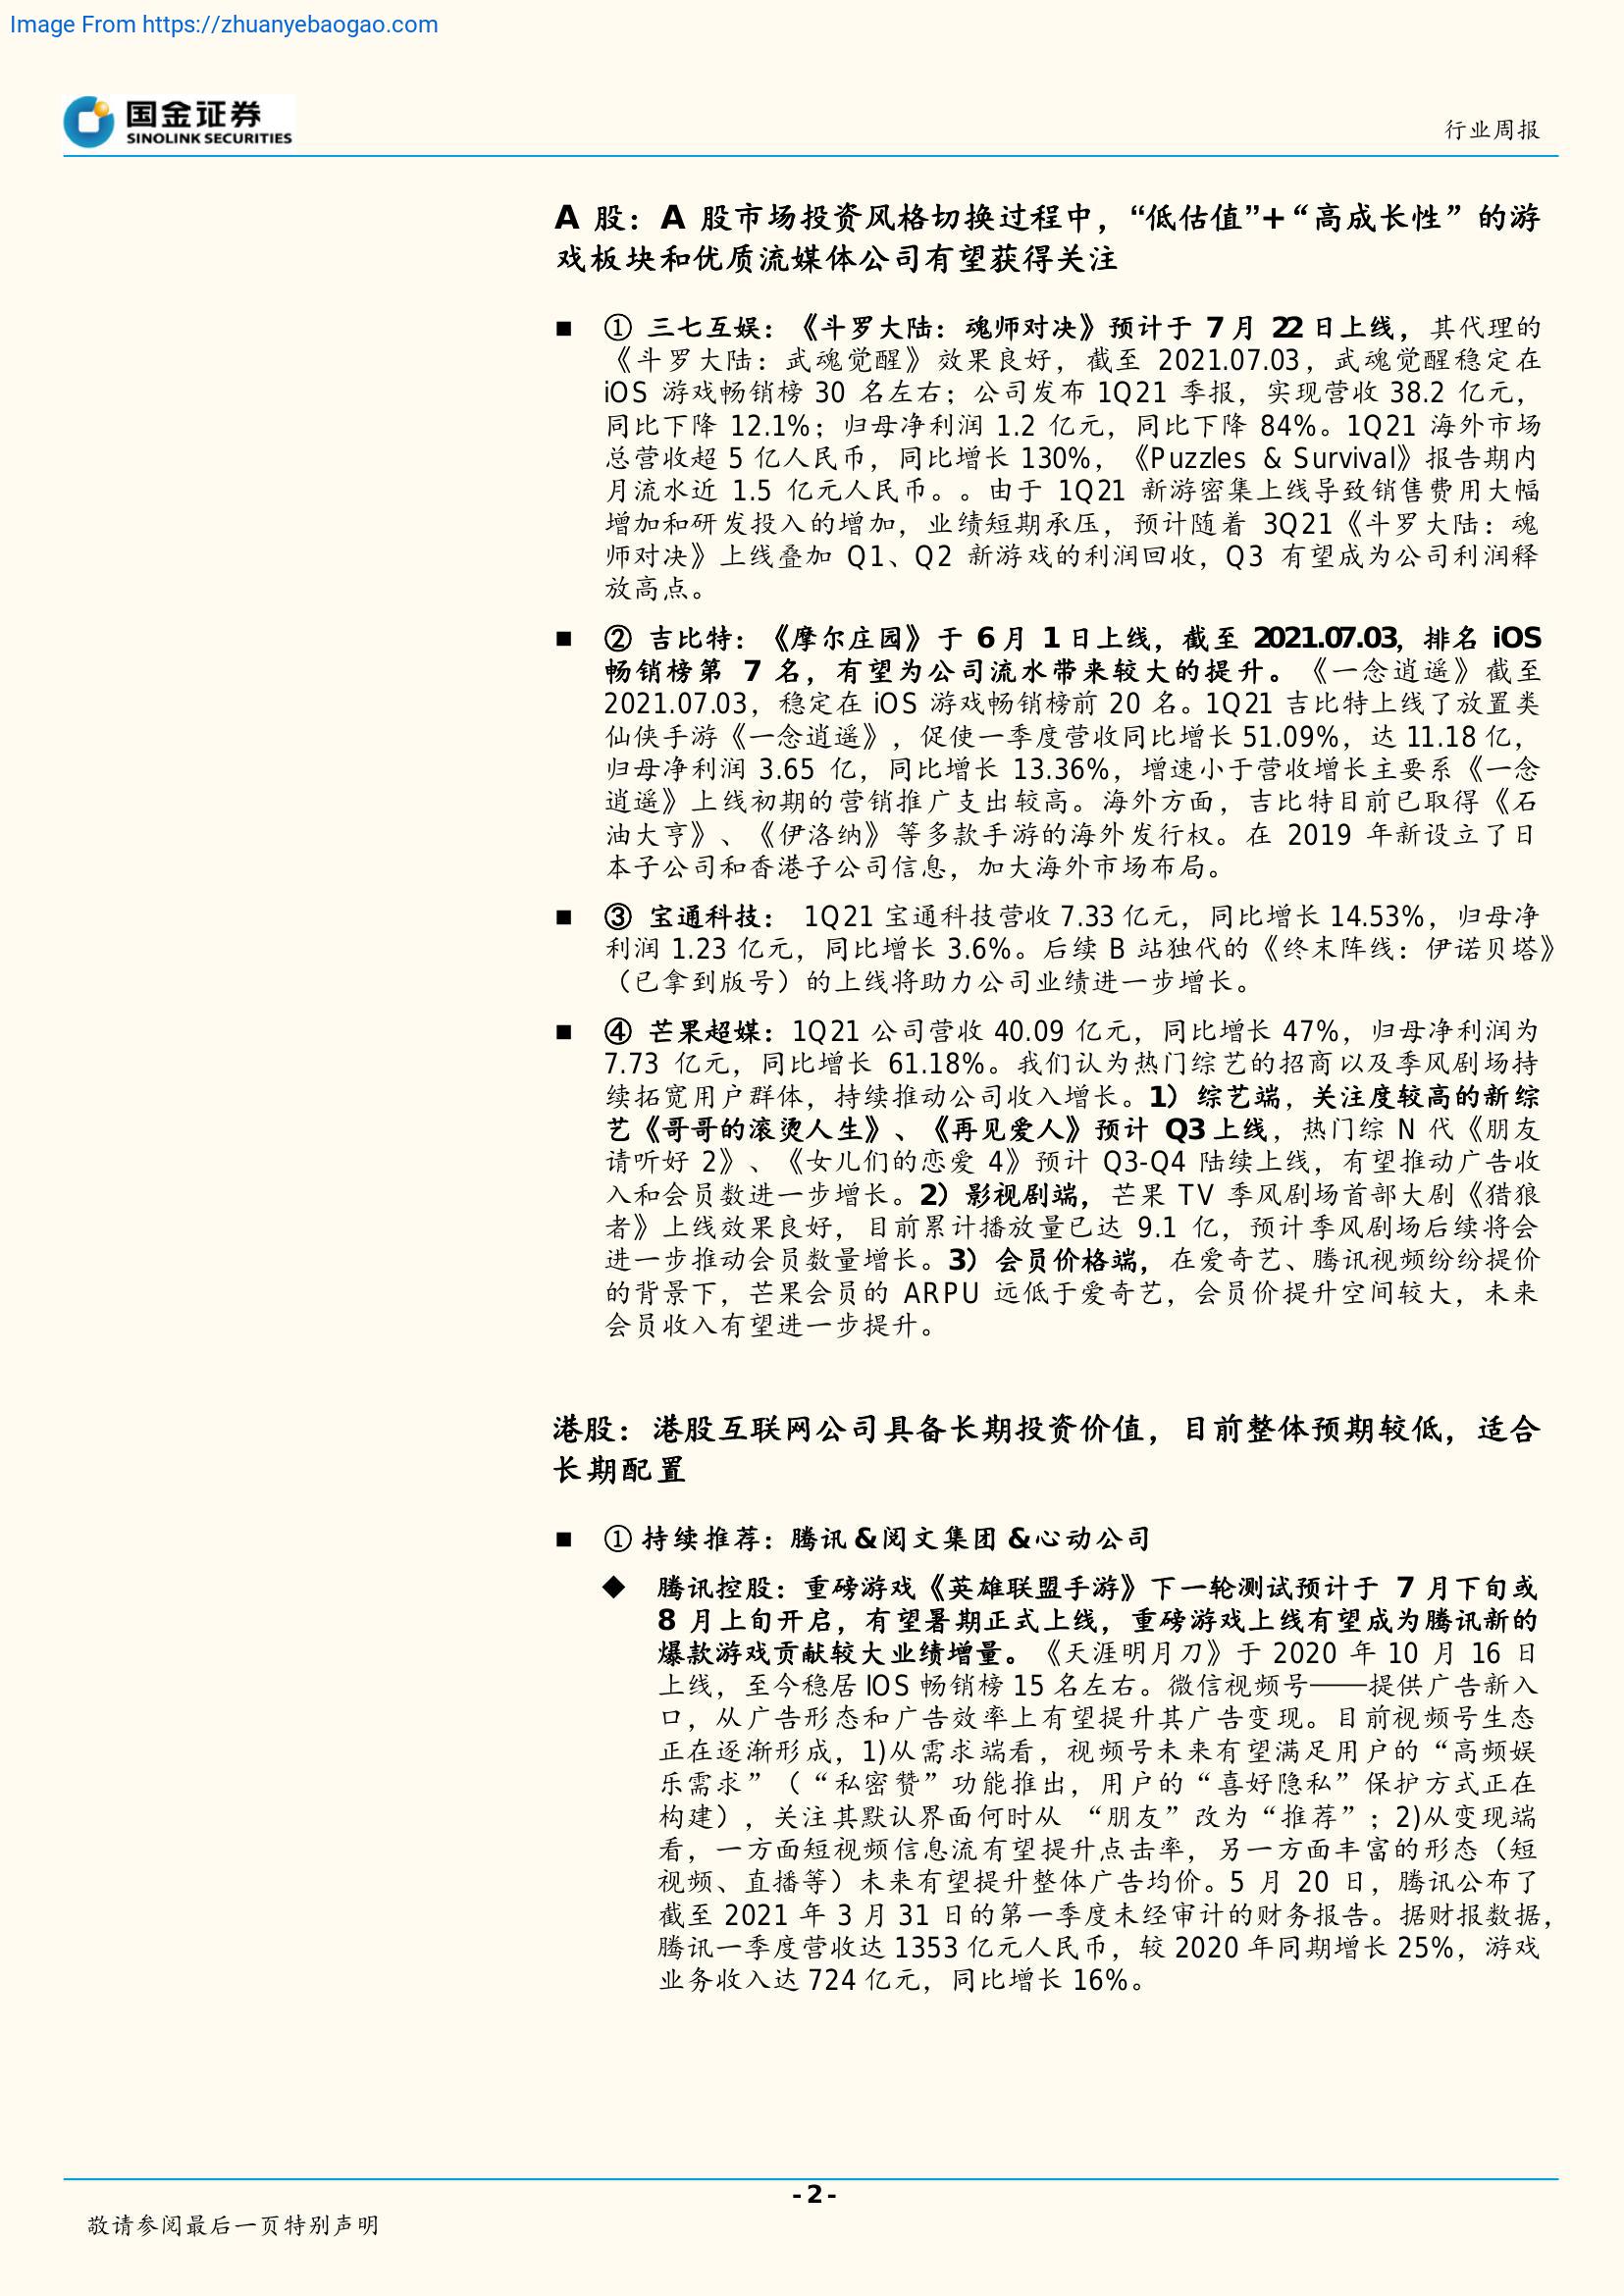 Image From https://zhuanyebaogao.com
国金证券
SINOLINK SECURITIES
行业周报
A 股：A 股市场投资风格切换过程中，“低估值”+“高成长性”的游
戏板块和优质流媒体公司有望获得关注
■ ① 三七互娱：《斗罗大陆：魂师对决》预计于 7 月 22 日上线，其代理的
《斗罗大陆：武魂觉醒》效果良好，截至 2021.07.03，武魂觉醒稳定在
iOS 游戏畅销榜 30 名左右；公司发布 1Q21 季报，实现营收 38.2 亿元，
同比下降 12.1%；归母净利润 1.2 亿元，同比下降 84%。1Q21 海外市场
总营收超 5 亿人民币，同比增长 130%，《Puzzles & Survival》报告期内
月流水近 1.5 亿元人民币。。由于 1Q21 新游密集上线导致销售费用大幅
增加和研发投入的增加，业绩短期承压，预计随着 3Q21《斗罗大陆：魂
师对决》上线叠加 Q1、Q2 新游戏的利润回收，Q3 有望成为公司利润释
放高点。
■ ② 吉比特：《摩尔庄园》于 6 月 1 日上线，截至 2021.07.03，排名 iOS
畅销榜第 7 名，有望为公司流水带来较大的提升。《一念逍遥》截至
2021.07.03，稳定在 iOS 游戏畅销榜前 20 名。1Q21 吉比特上线了放置类
仙侠手游《一念逍遥》，促使一季度营收同比增长 51.09%，达 11.18 亿，
归母净利润 3.65 亿，同比增长 13.36%，增速小于营收增长主要系《一念
逍遥》上线初期的营销推广支出较高。海外方面，吉比特目前已取得《石
油大亨》、《伊洛纳》等多款手游的海外发行权。在 2019 年新设立了日
本子公司和香港子公司信息，加大海外市场布局。
■ ③ 宝通科技： 1Q21 宝通科技营收 7.33 亿元，同比增长 14.53%，归母净
利润 1.23 亿元，同比增长 3.6%。后续 B 站独代的《终末阵线：伊诺贝塔》
（已拿到版号）的上线将助力公司业绩进一步增长。
■ ④ 芒果超媒：1Q21 公司营收 40.09 亿元，同比增长 47%，归母净利润为
7.73 亿元，同比增长 61.18%。我们认为热门综艺的招商以及季风剧场持
续拓宽用户群体，持续推动公司收入增长。1）综艺端，关注度较高的新综
艺《哥哥的滚烫人生》、《再见爱人》预计 Q3 上线，热门综 N 代《朋友
请听好 2》、《女儿们的恋爱 4》预计 Q3-Q4 陆续上线，有望推动广告收
入和会员数进一步增长。2）影视剧端，芒果 TV 季风剧场首部大剧《猎狼
者》上线效果良好，目前累计播放量已达 9.1 亿，预计季风剧场后续将会
进一步推动会员数量增长。3）会员价格端，在爱奇艺、腾讯视频纷纷提价
的背景下，芒果会员的 ARPU 远低于爱奇艺，会员价提升空间较大，未来
会员收入有望进一步提升。
港股：港股互联网公司具备长期投资价值，目前整体预期较低，适合
长期配置
■ ① 持续推荐：腾讯&阅文集团&心动公司
◆ 腾讯控股：重磅游戏《英雄联盟手游》下一轮测试预计于 7 月下旬或
8 月上旬开启，有望暑期正式上线，重磅游戏上线有望成为腾讯新的
爆款游戏贡献较大业绩增量。《天涯明月刀》于 2020 年 10 月 16 日
上线，至今稳居 IOS 畅销榜 15 名左右。微信视频号——提供广告新入
口，从广告形态和广告效率上有望提升其广告变现。目前视频号生态
正在逐渐形成，1)从需求端看，视频号未来有望满足用户的“高频娱
乐需求”（“私密赞”功能推出，用户的“喜好隐私”保护方式正在
构建），关注其默认界面何时从 “朋友”改为“推荐”；2)从变现端
看，一方面短视频信息流有望提升点击率，另一方面丰富的形态（短
视频、直播等）未来有望提升整体广告均价。5 月 20 日，腾讯公布了
截至 2021 年 3 月 31 日的第一季度未经审计的财务报告。据财报数据，
腾讯一季度营收达 1353 亿元人民币，较 2020 年同期增长 25%，游戏
业务收入达 724 亿元，同比增长 16%。
- 2 -
敬请参阅最后一页特别声明